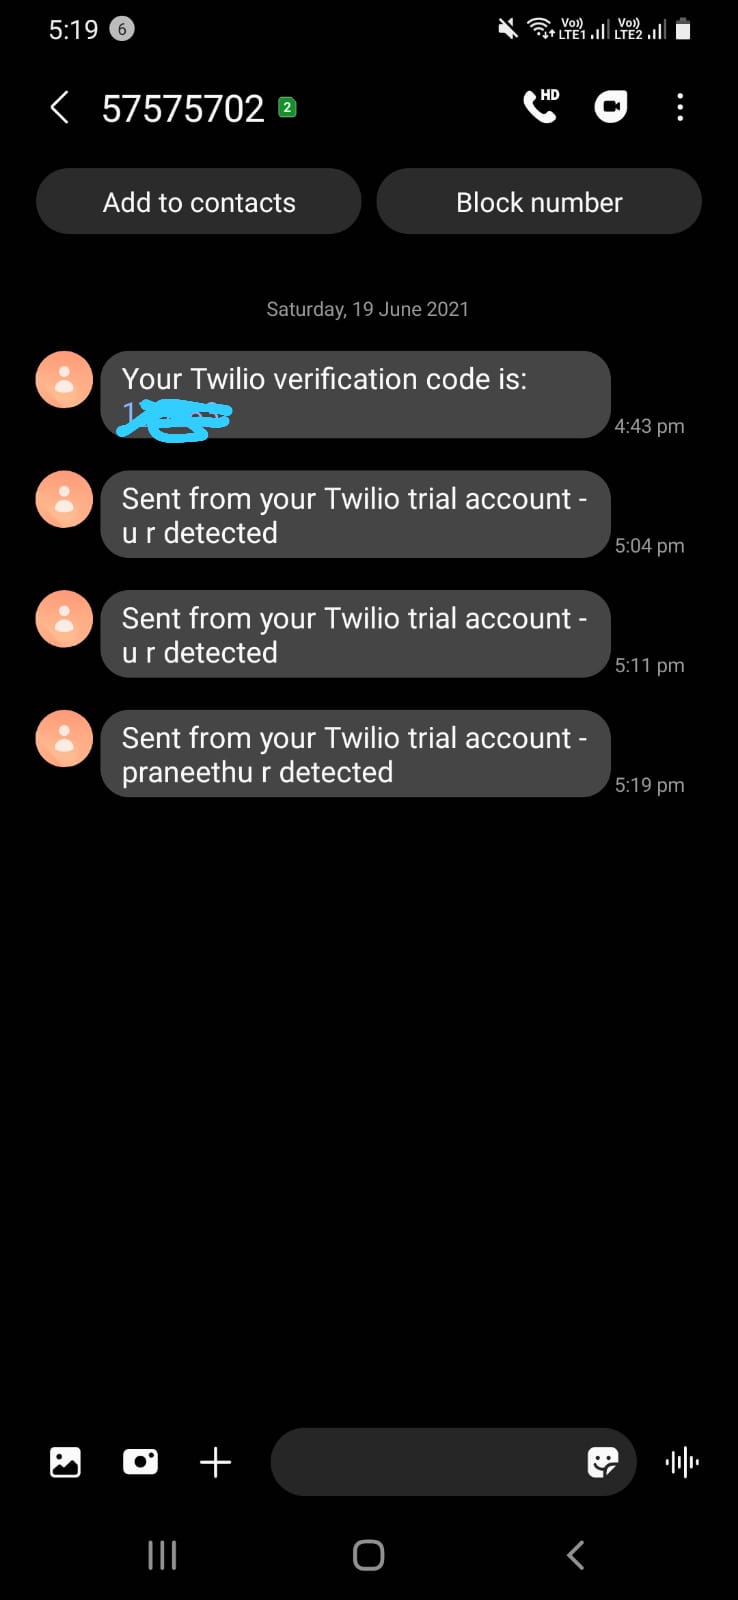 5:19 6 Vo)) LTE1 Vo)) LTE2
57575702 2 HD
Add to contacts Block number
Saturday, 19 June 2021
Your Twilio verification code is:
4:43 pm
Sent from your Twilio trial account -
u r detected
5:04 pm
Sent from your Twilio trial account -
u r detected
5:11 pm
Sent from your Twilio trial account -
praneethu r detected
5:19 pm